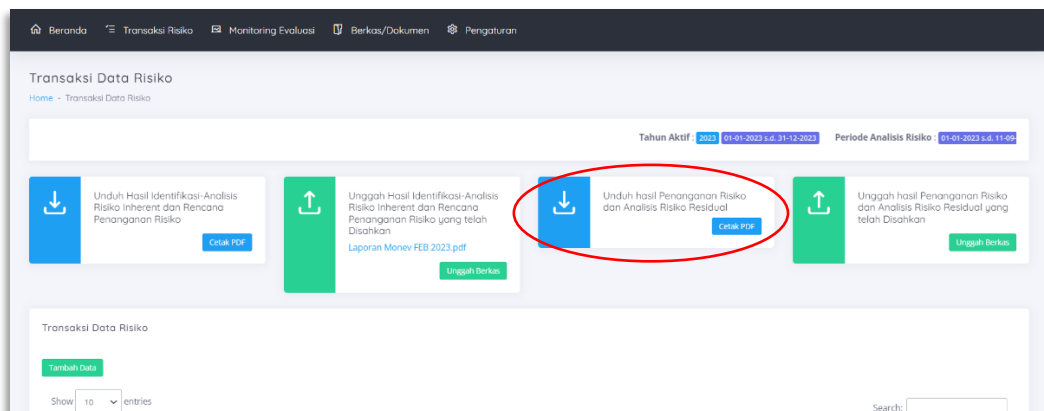 Beranda Transaksi Risiko Monitoring Evaluasi Berkas/Dokumen Pengaturan
Transaksi Data Risiko
Home - Transaksi Data Risiko
Tahun Aktif : 2023 01-01-2023 s.d. 31-12-2023 Periode Analisis Risiko : 01-01-2023 s.d. 11-09-
Unduh Hasil Identifikasi-Analisis
Risiko Inherent dan Rencana
Penanganan Risiko
Cetak PDF
Unggah Hasil Identifikasi-Analisis
Risiko Inherent dan Rencana
Penanganan Risiko yang telah
Disahkan
Laporan Monev FEB 2023.pdf
Unggah Berkas
Unduh hasil Penanganan Risiko
dan Analisis Risiko Residual
Cetak PDF
Unggah hasil Penanganan Risiko
dan Analisis Risiko Residual yang
telah Disahkan
Unggah Berkas
Transaksi Data Risiko
Tambah Data
Show 10 entries
Search: